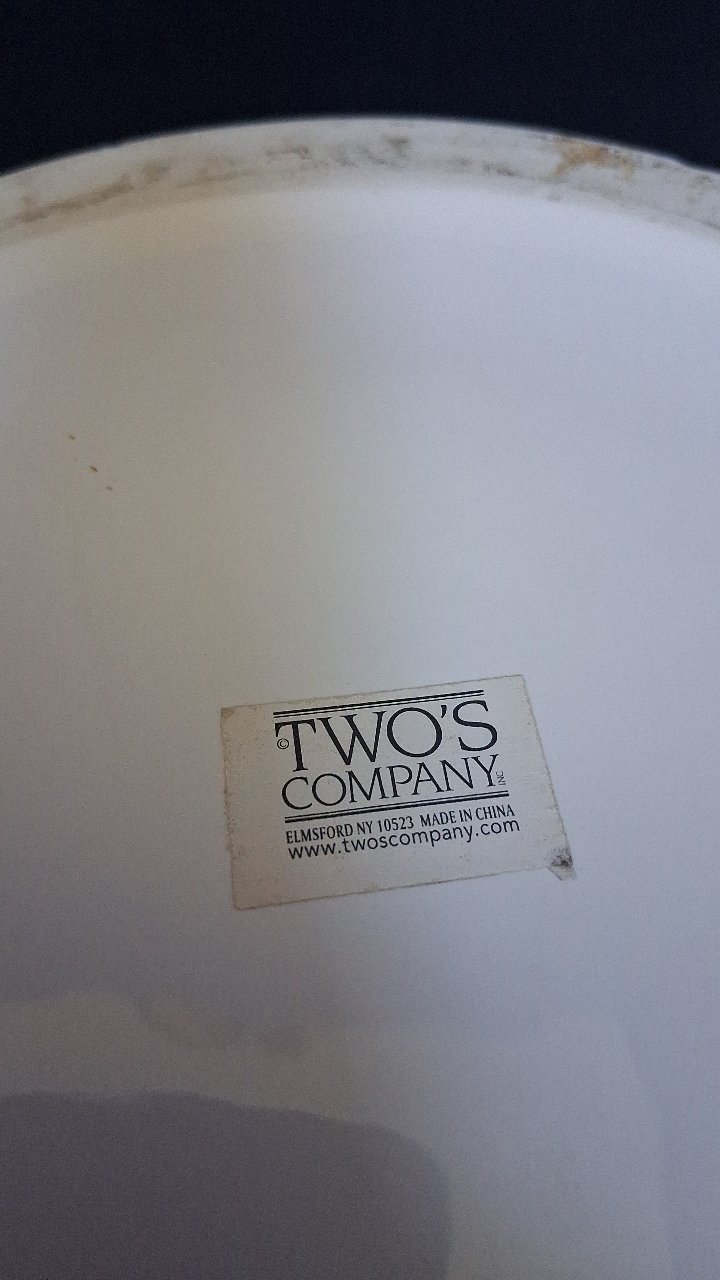 © TWO'S
COMPANY INC
ELMSFORD NY 10523 MADE IN CHINA
www.twoscompany.com